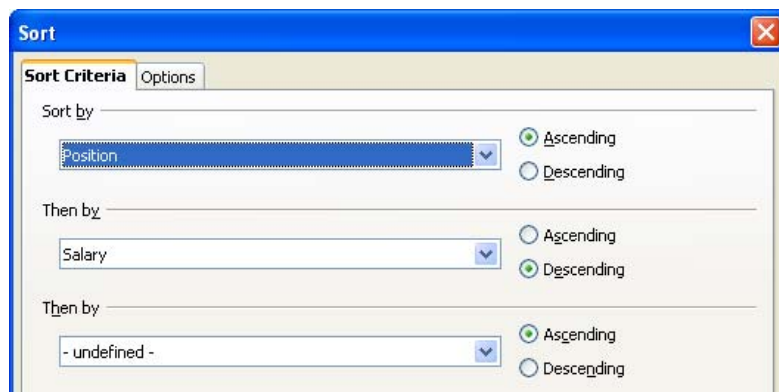 Sort
Sort Criteria Options
Sort by
Position
Ascending
Descending
Then by
Salary
Ascending
Descending
Then by
- undefined -
Ascending
Descending